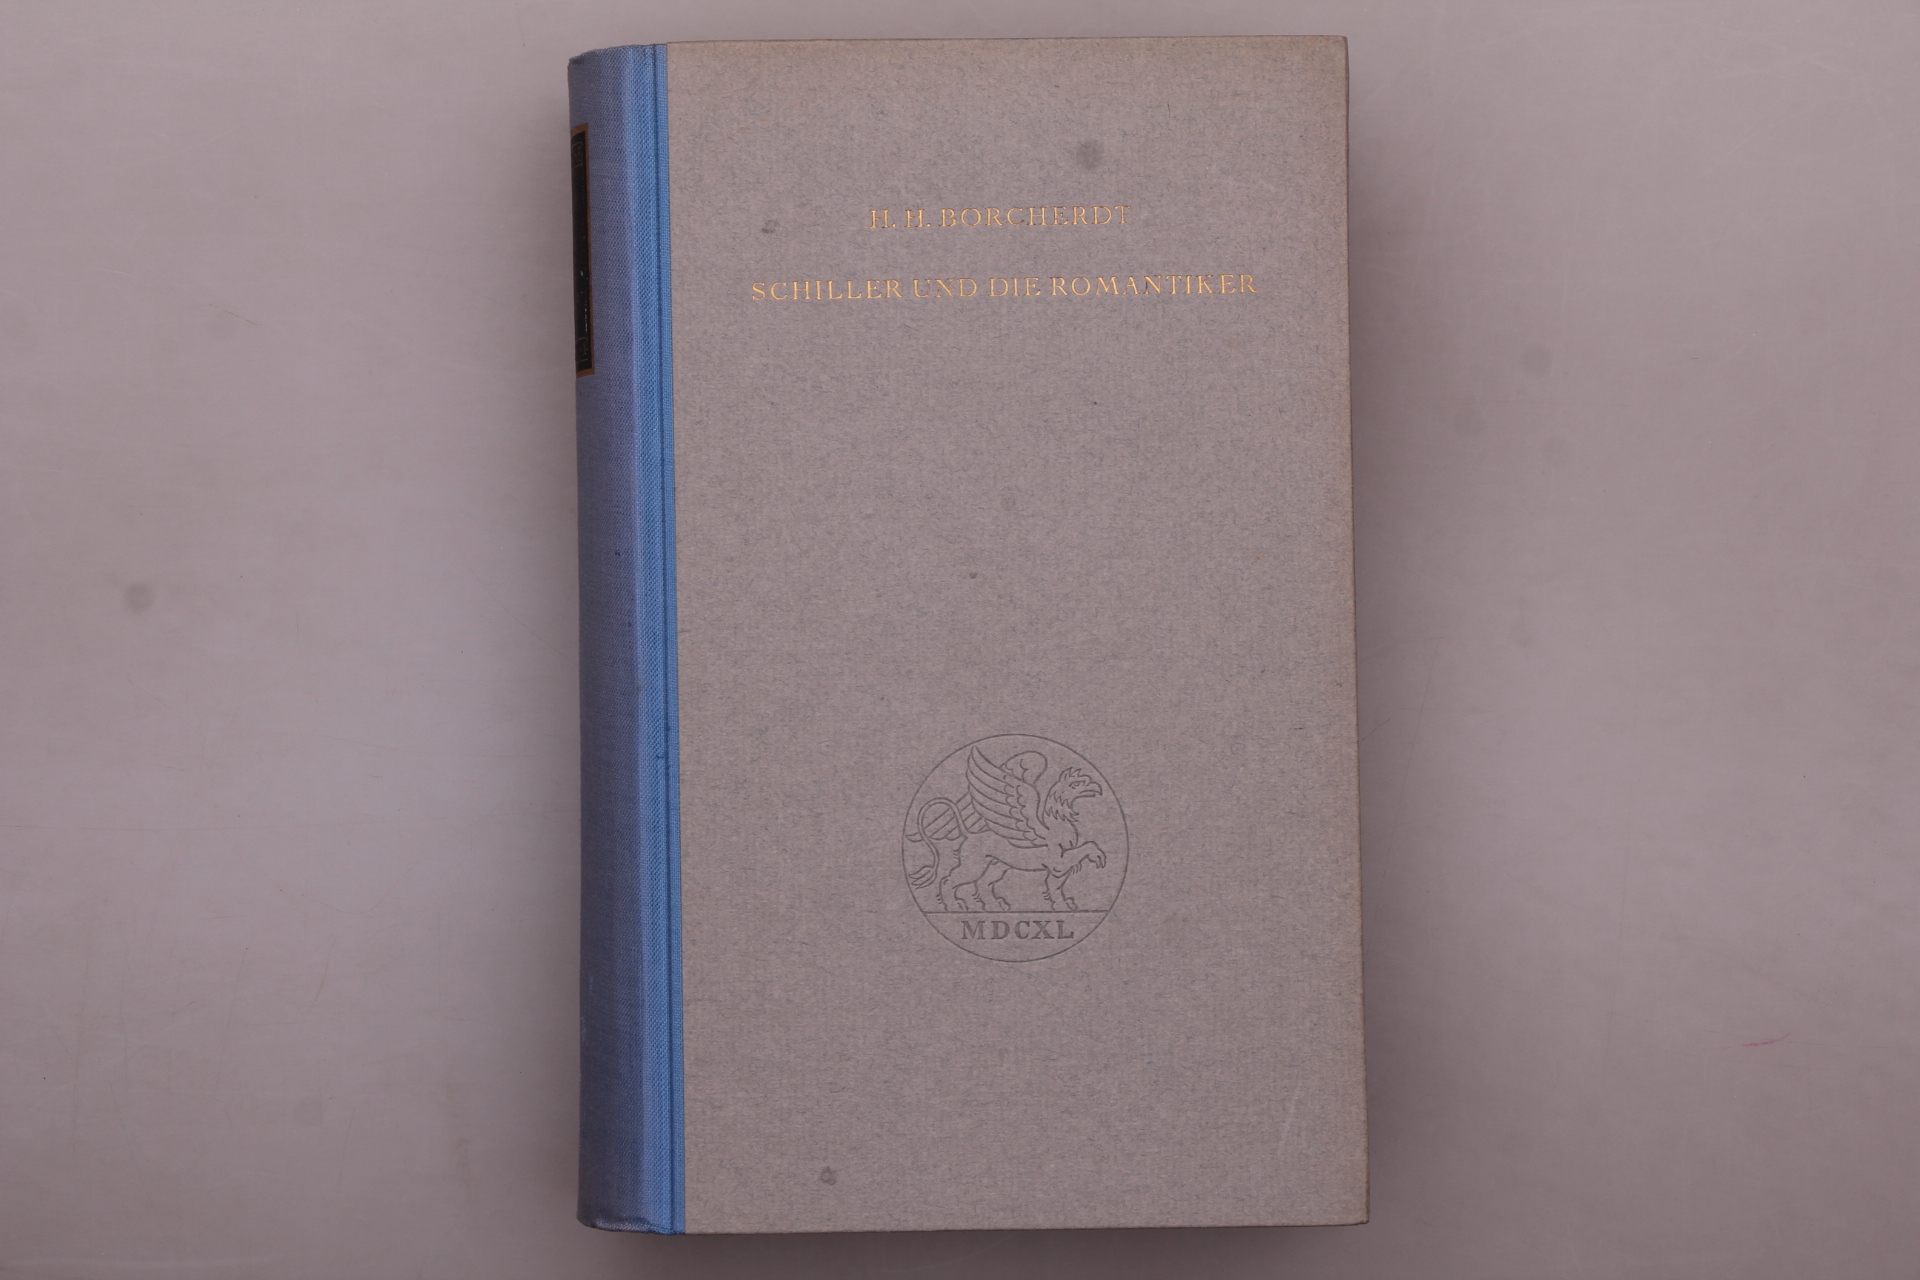 H. H. BORCHERDT
SCHILLER UND DIE ROMANTIKER
MDCXL